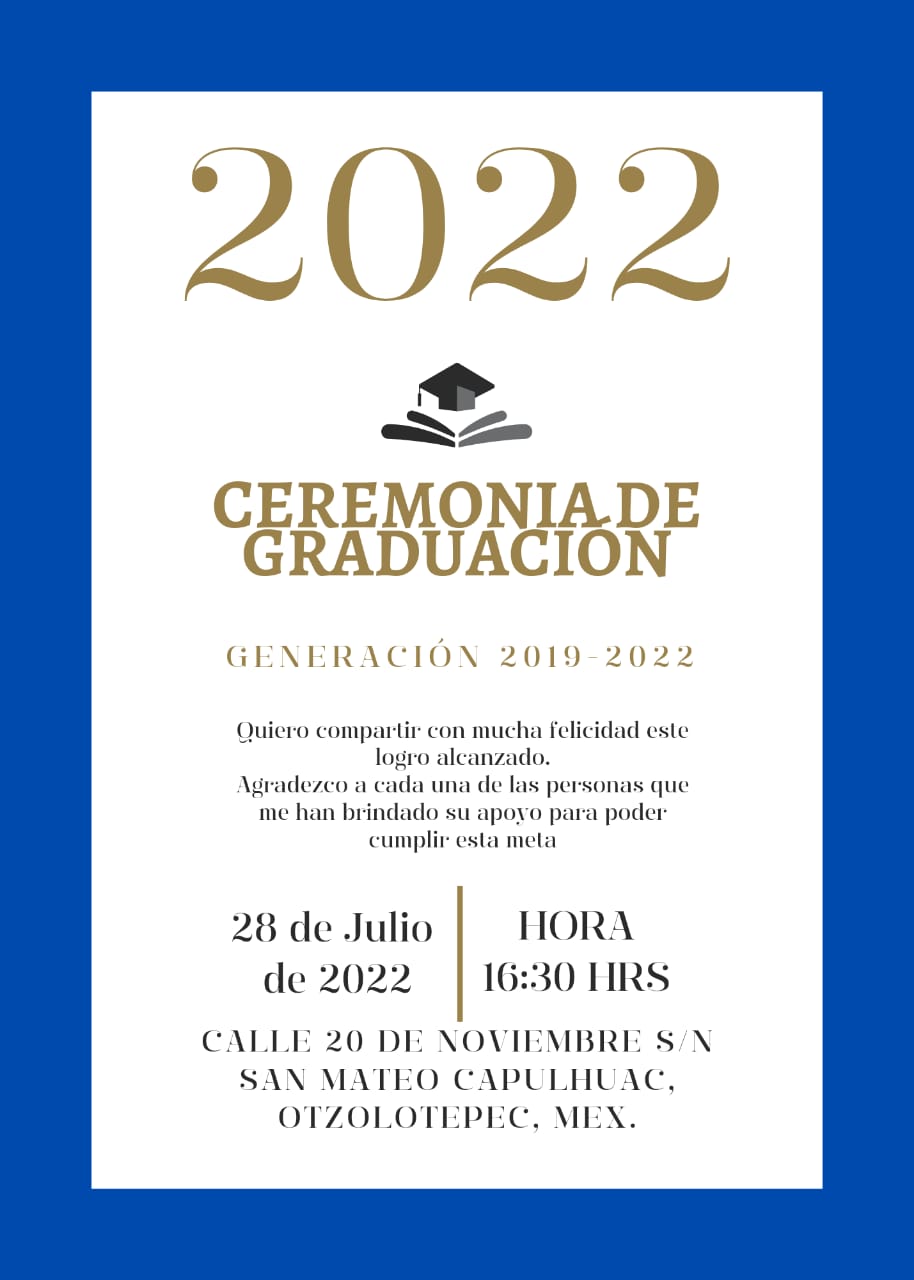 2022
CEREMONIA DE
GRADUACIÓN
GENERACIÓN 2019-2022
Quiero compartir con mucha felicidad este
logro alcanzado.
Agradezco a cada una de las personas que
me han brindado su apoyo para poder
cumplir esta meta
28 de Julio
de 2022
HORA
16:30 HRS
CALLE 20 DE NOVIEMBRE S/N
SAN MATEO CAPULHUAC,
OTZOLOTEPEC, MEX.